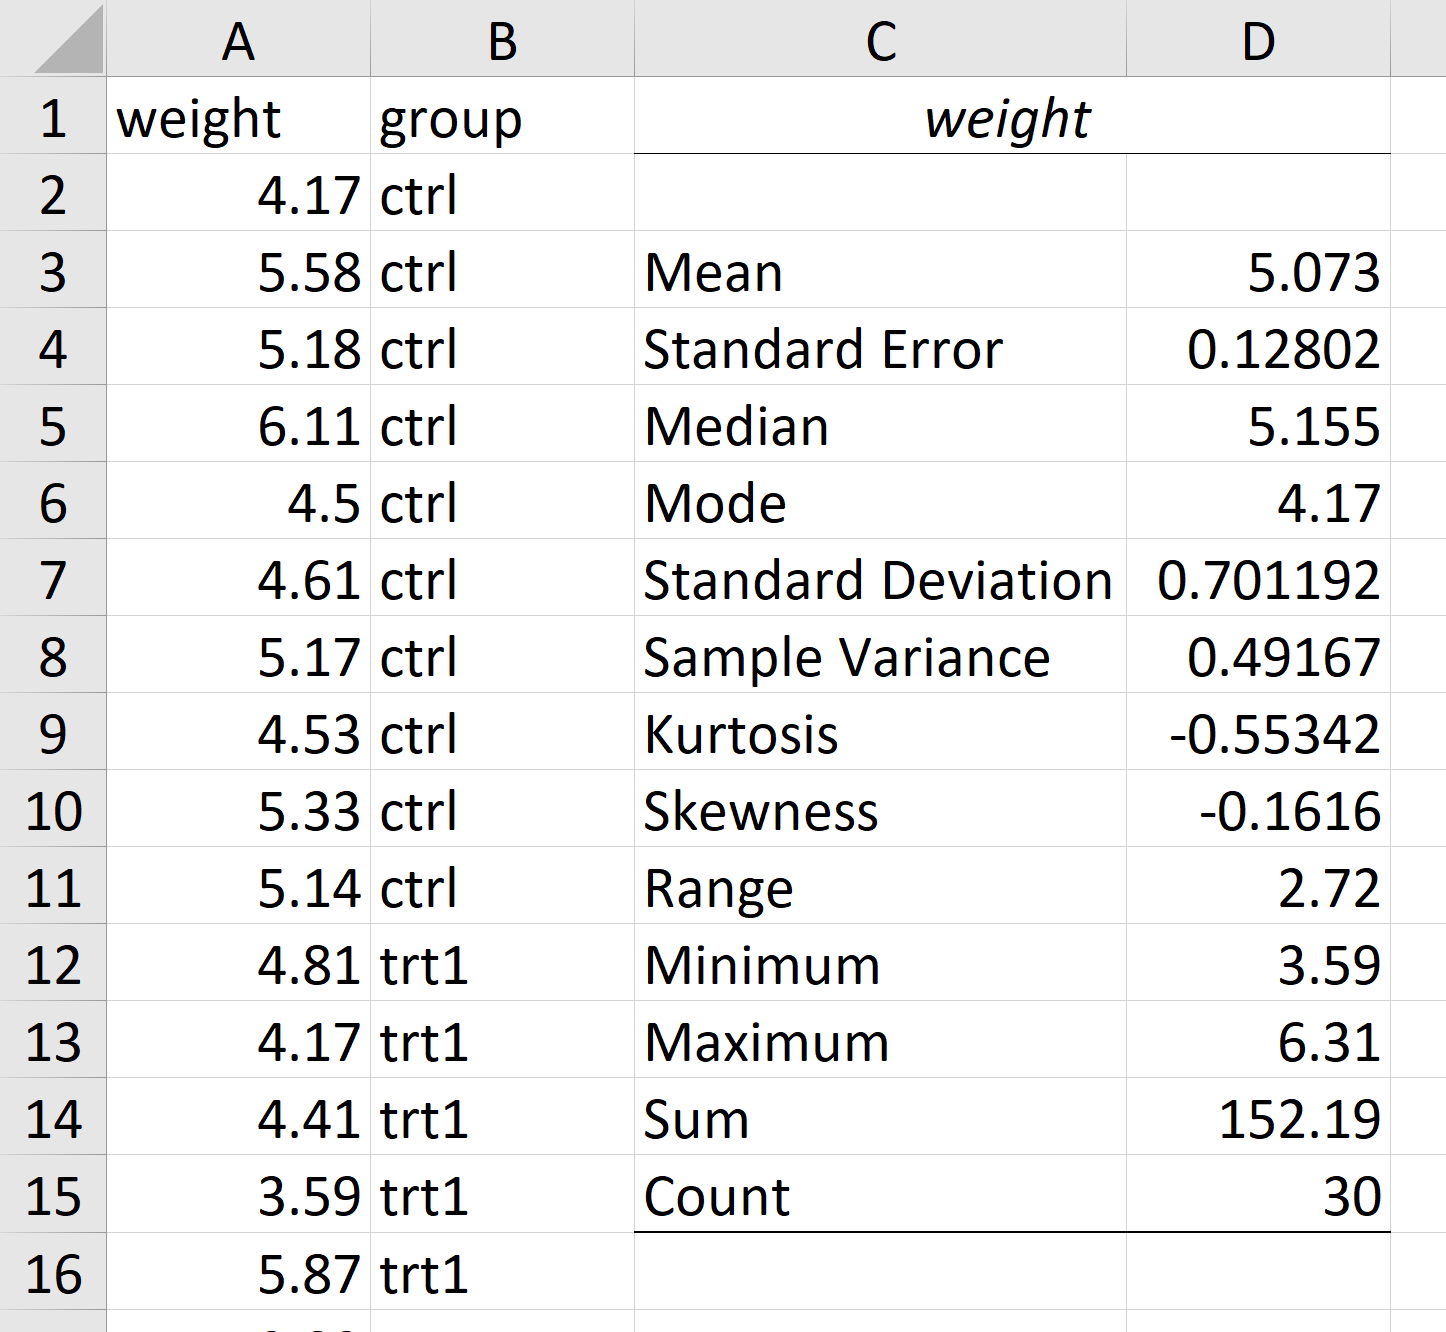 A B C D
1 weight group weight
2 4.17 ctrl
3 5.58 ctrl Mean 5.073
4 5.18 ctrl Standard Error 0.12802
5 6.11 ctrl Median 5.155
6 4.5 ctrl Mode 4.17
7 4.61 ctrl Standard Deviation 0.701192
8 5.17 ctrl Sample Variance 0.49167
9 4.53 ctrl Kurtosis -0.55342
10 5.33 ctrl Skewness -0.1616
11 5.14 ctrl Range 2.72
12 4.81 trt1 Minimum 3.59
13 4.17 trt1 Maximum 6.31
14 4.41 trt1 Sum 152.19
15 3.59 trt1 Count 30
16 5.87 trt1